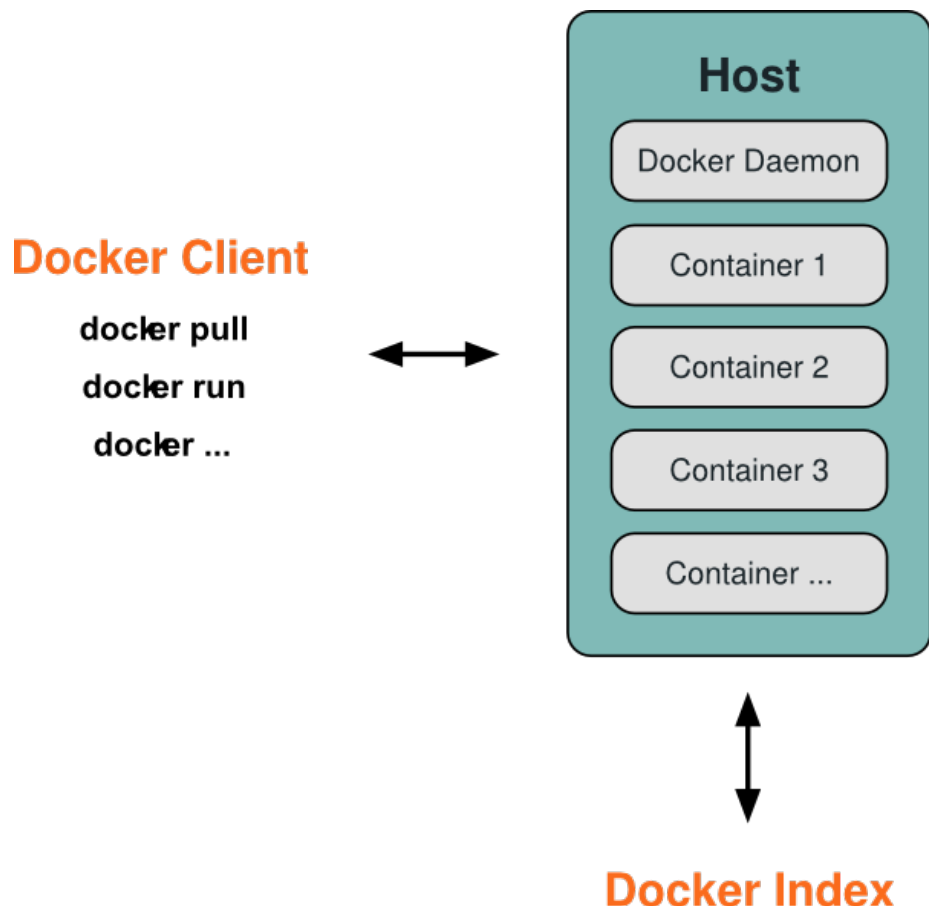 Host
Docker Daemon
Container 1
Container 2
Container 3
Container ...
Docker Client
docker pull
docker run
docker ...
Docker Index